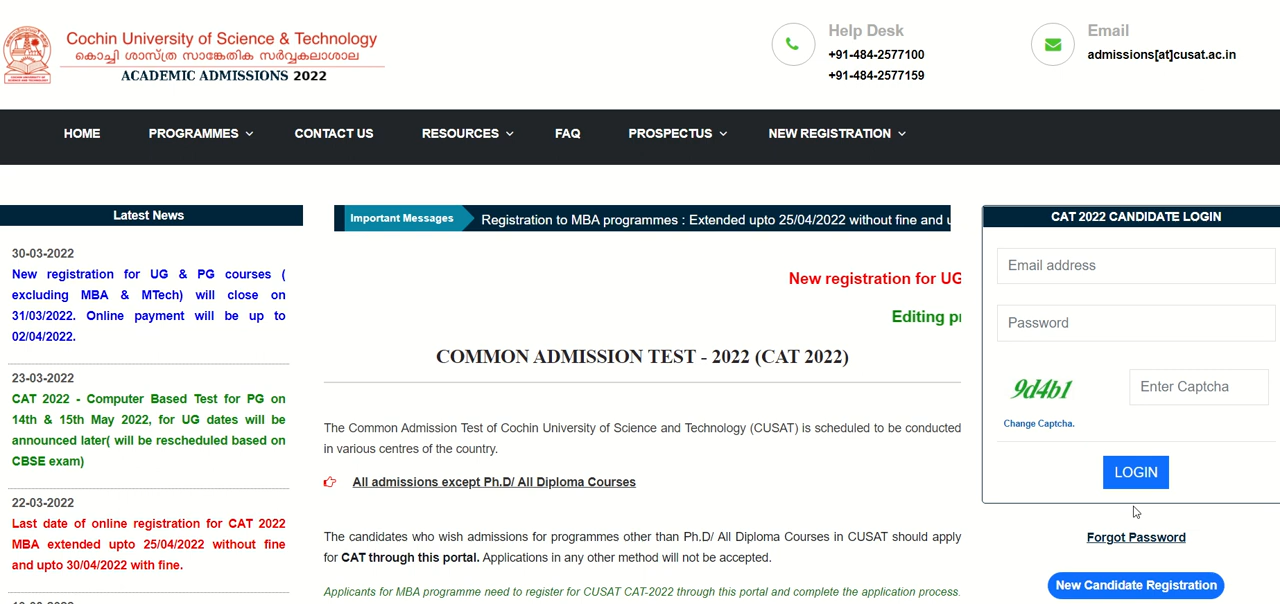 Cochin University of Science & Technology
കൊച്ചി ശാസ്ത്ര സാങ്കേതിക സർവ്വകലാശാല
ACADEMIC ADMISSIONS 2022
Help Desk
+91-484-2577100
+91-484-2577159
Email
admissions[at]cusat.ac.in
HOME PROGRAMMES CONTACT US RESOURCES FAQ PROSPECTUS NEW REGISTRATION
Latest News
30-03-2022
New registration for UG & PG courses (
excluding MBA & MTech) will close on
31/03/2022. Online payment will be up to
02/04/2022.
23-03-2022
CAT 2022 - Computer Based Test for PG on
14th & 15th May 2022, for UG dates will be
announced later( will be rescheduled based on
CBSE exam)
22-03-2022
Last date of online registration for CAT 2022
MBA extended upto 25/04/2022 without fine
and upto 30/04/2022 with fine.
Important Messages
Registration to MBA programmes : Extended upto 25/04/2022 without fine and
New registration for UG
Editing
COMMON ADMISSION TEST - 2022 (CAT 2022)
The Common Admission Test of Cochin University of Science and Technology (CUSAT) is scheduled to be conducted
in various centres of the country.
All admissions except Ph.D/ All Diploma Courses
The candidates who wish admissions for programmes other than Ph.D/ All Diploma Courses in CUSAT should apply
for CAT through this portal. Applications in any other method will not be accepted.
Applicants for MBA programme need to register for CUSAT CAT-2022 through this portal and complete the application process.
CAT 2022 CANDIDATE LOGIN
Email address
Password
9d4b1
Enter Captcha
Change Captcha.
LOGIN
Forgot Password
New Candidate Registration